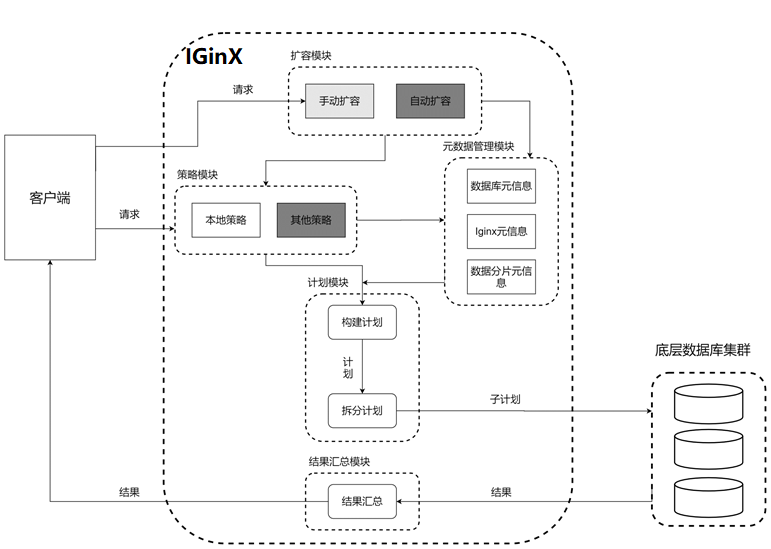 IGinX
扩容模块
请求
手动扩容
自动扩容
元数据管理模块
策略模块
数据库元信息
客户端
请求
本地策略
其他策略
Iginx元信息
数据分片元信
息
计划模块
构建计划
计
划
底层数据库集群
拆分计划
子计划
结果汇总模块
结果
结果汇总
结果